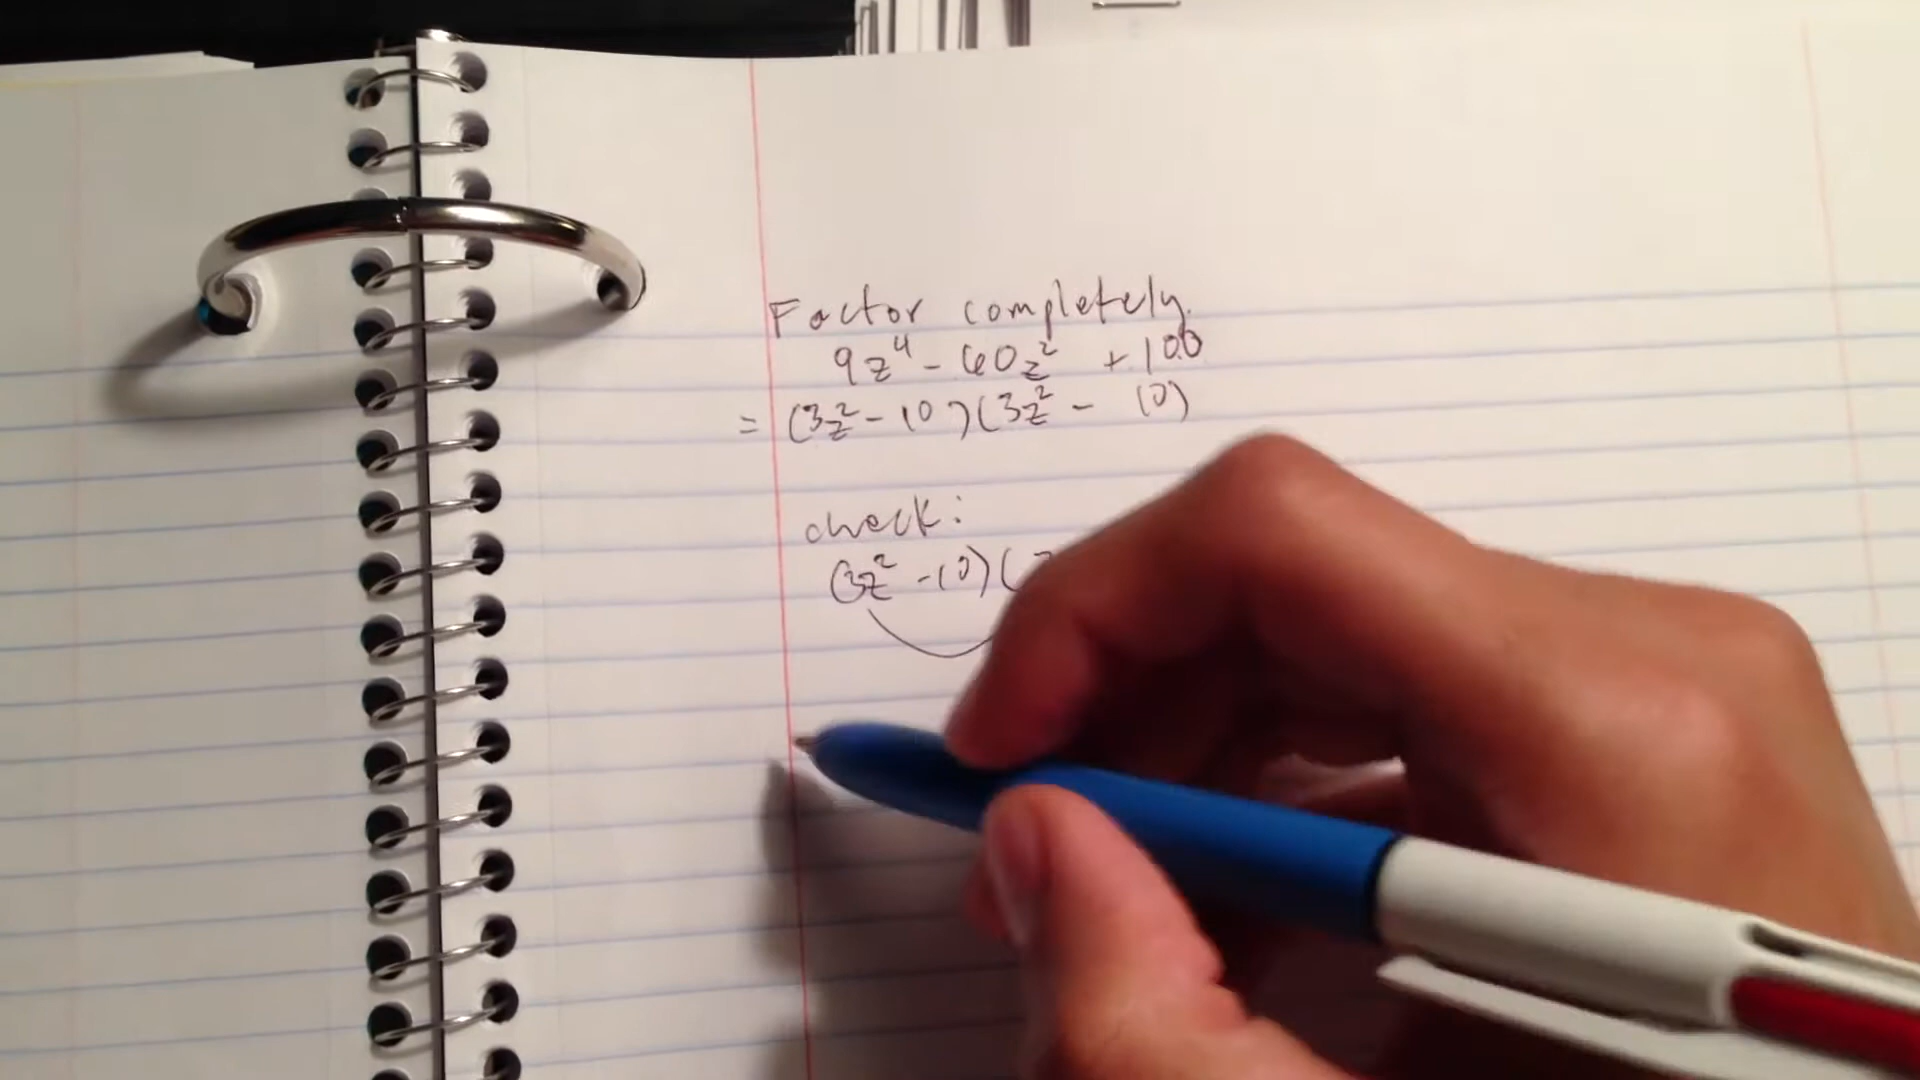 Factor completely.
9z⁴ - 60z² + 100
= (3z² - 10)(3z² - 10)
check:
(3z² - 10)(